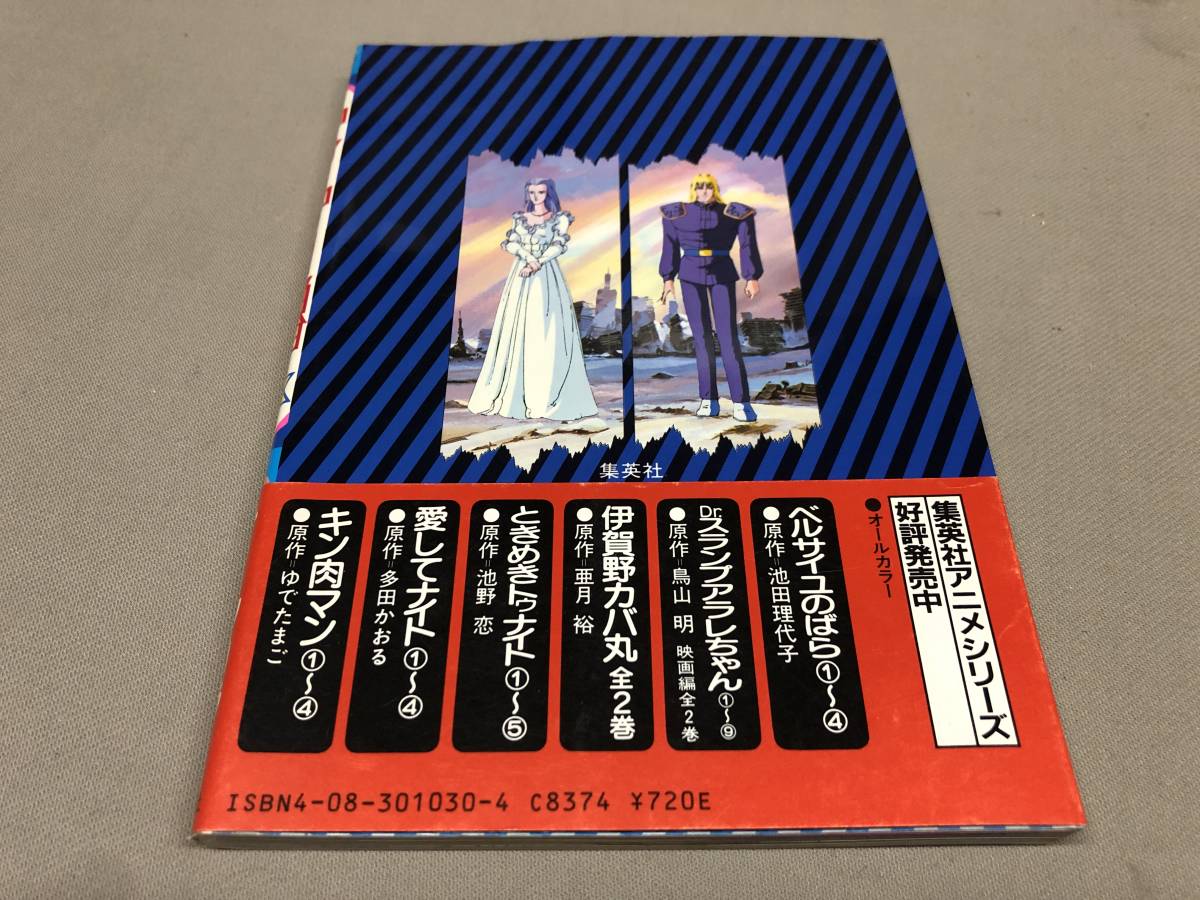 集英社
集英社アニメシリーズ
好評発売中
●オールカラー
ベルサイユのばら①〜④
●原作=池田理代子
Dr.スランプアラレちゃん①〜⑨
●原作=鳥山 明 映画編全2巻
伊賀野カバ丸 全2巻
●原作=亜月 裕
ときめきトゥナイト①〜⑤
●原作=池野 恋
愛してナイト①〜④
●原作=多田かおる
キン肉マン①〜④
●原作=ゆでたまご
ISBN4-08-301030-4 C8374 ¥720E